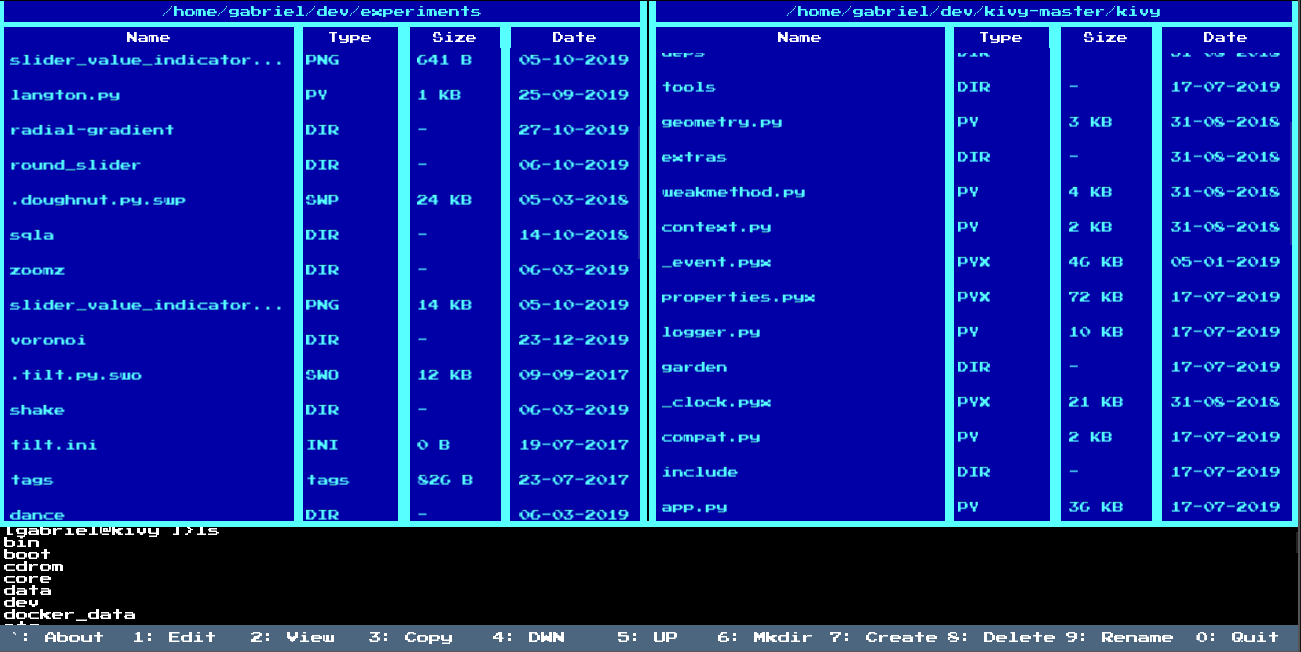 /home/gabriel/dev/experiments
Name Type Size Date
slider_value_indicator... PNG 641 B 05-10-2019
langton.py PY 1 KB 25-09-2019
radial-gradient DIR - 27-10-2019
round_slider DIR - 06-10-2019
.doughnut.py.swp SWP 24 KB 05-03-2018
sqla DIR - 14-10-2018
zoomz DIR - 06-03-2019
slider_value_indicator... PNG 14 KB 05-10-2019
voronoi DIR - 23-12-2019
.tilt.py.swo SWO 12 KB 09-09-2017
shake DIR - 06-03-2019
tilt.ini INI 0 B 19-07-2017
tags tags 826 B 23-07-2017
dance DIR - 06-03-2019
/home/gabriel/dev/kivy-master/kivy
Name Type Size Date
tools DIR - 17-07-2019
geometry.py PY 3 KB 31-08-2018
extras DIR - 31-08-2018
weakmethod.py PY 4 KB 31-08-2018
context.py PY 2 KB 31-08-2018
_event.pyx PYX 46 KB 05-01-2019
properties.pyx PYX 72 KB 17-07-2019
logger.py PY 10 KB 17-07-2019
garden DIR - 17-07-2019
_clock.pyx PYX 21 KB 31-08-2018
compat.py PY 2 KB 17-07-2019
include DIR - 17-07-2019
app.py PY 36 KB 17-07-2019
[gabriel@kivy ]}ls
bin
boot
cdrom
core
data
dev
docker_data
`: About 1: Edit 2: View 3: Copy 4: DWN 5: UP 6: Mkdir 7: Create 8: Delete 9: Rename 0: Quit